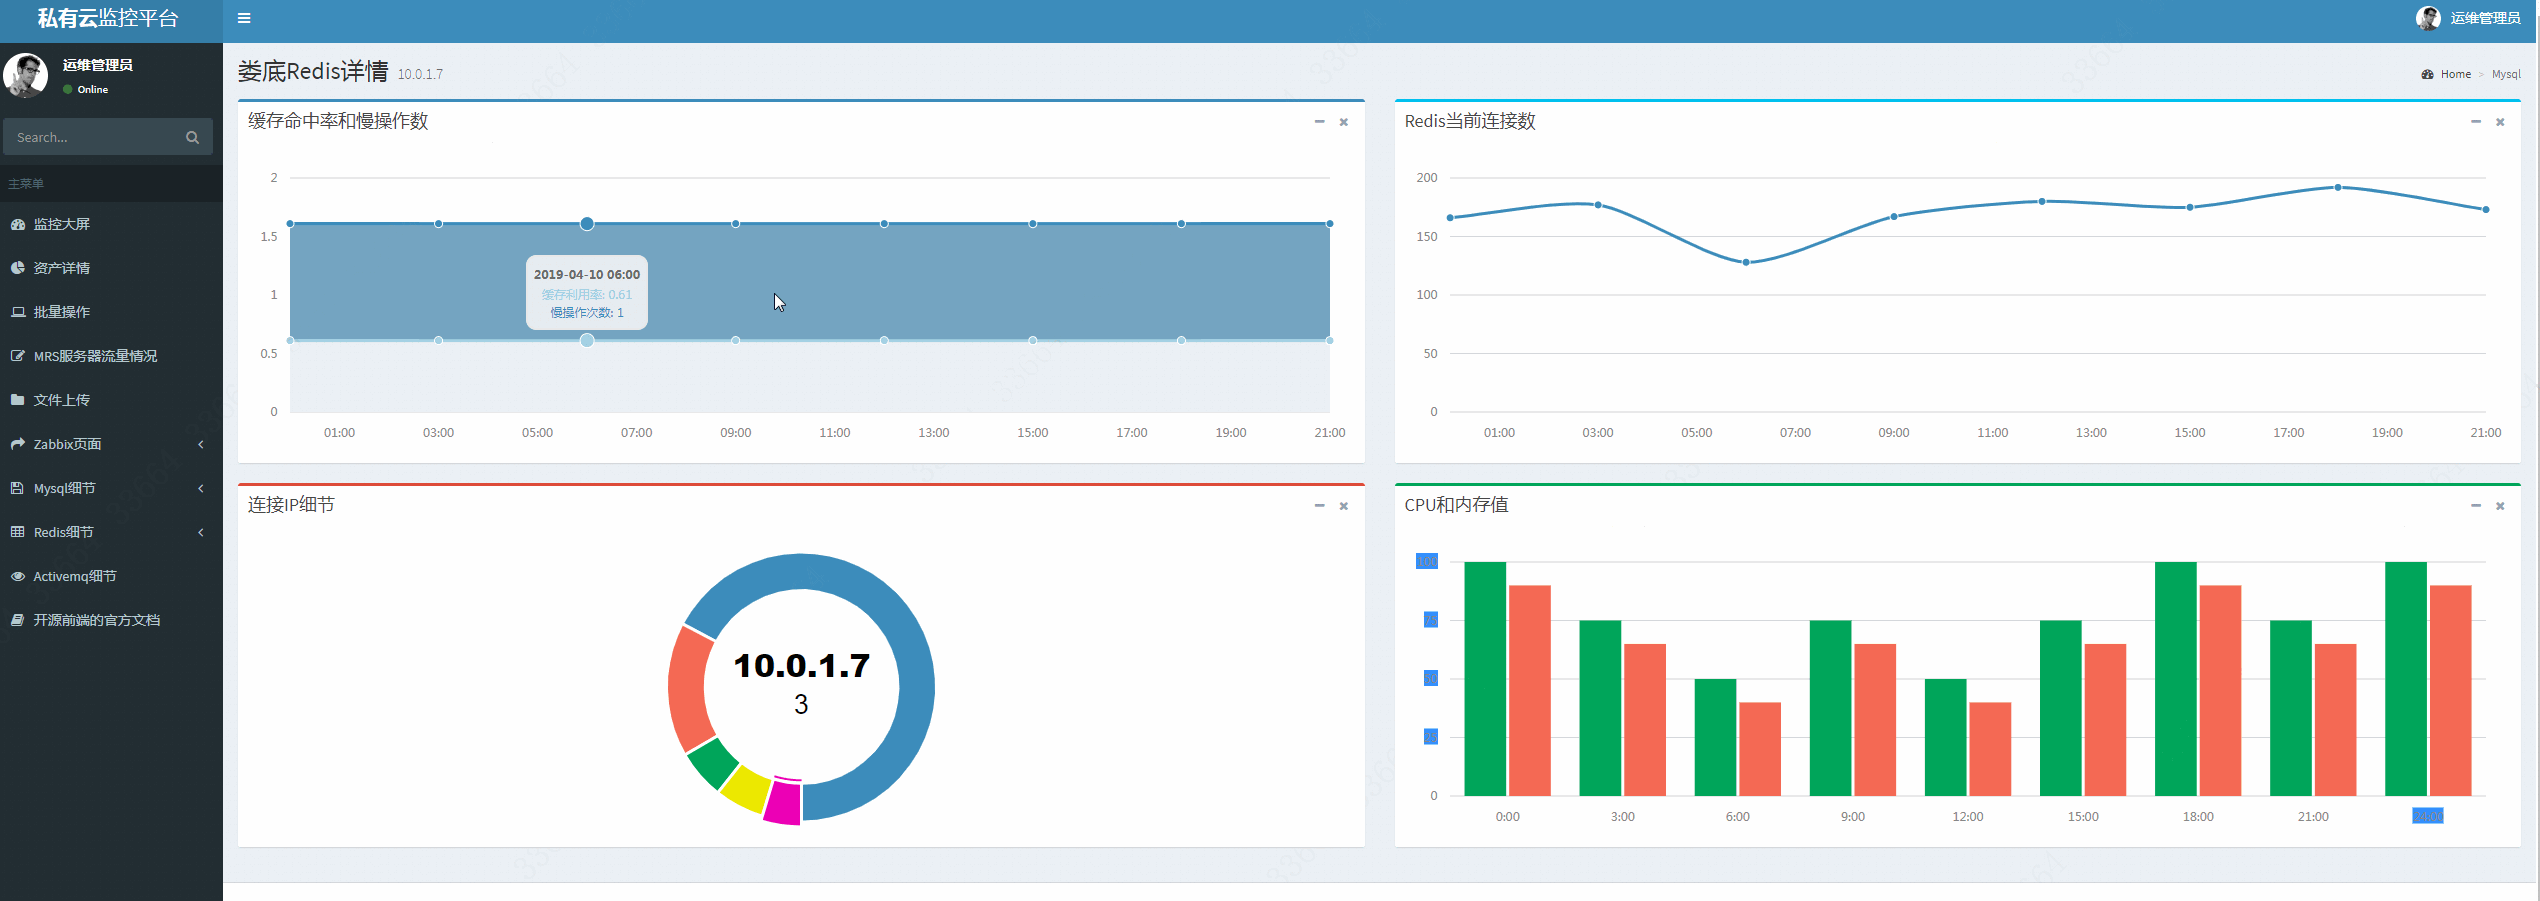 私有云监控平台
运维管理员
运维管理员
Online
Search...
主菜单
监控大屏
资产详情
批量操作
MRS服务器流量情况
文件上传
Zabbix页面
Mysql细节
Redis细节
Activemq细节
开源前端的官方文档
娄底Redis详情 10.0.1.7
Home > Mysql
缓存命中率和慢操作数
2
1.5
1
0.5
0
2019-04-10 06:00
缓存利用率: 0.61
慢操作次数: 1
01:00 03:00 05:00 07:00 09:00 11:00 13:00 15:00 17:00 19:00 21:00
Redis当前连接数
200
150
100
50
0
01:00 03:00 05:00 07:00 09:00 11:00 13:00 15:00 17:00 19:00 21:00
连接IP细节
10.0.1.7
3
CPU和内存值
100
75
50
25
0
0:00 3:00 6:00 9:00 12:00 15:00 18:00 21:00 24:00